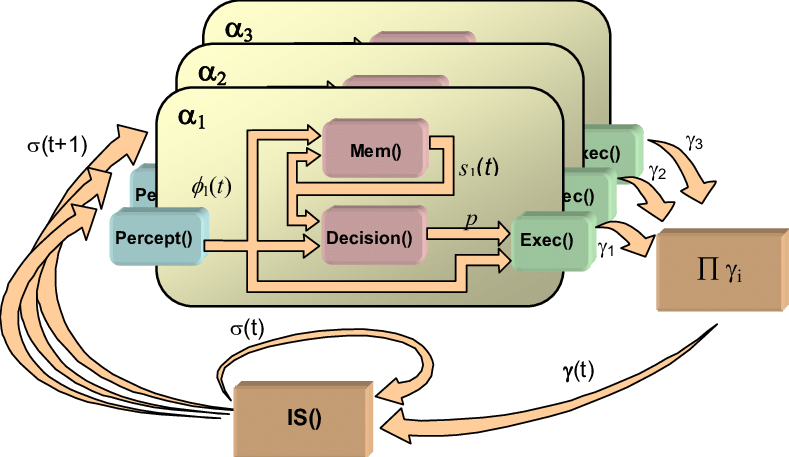 α3
α2
α1
σ(t+1)
Mem()
xec()
γ3
ϕ1(t)
s1(t)
γ2
Pe
ec()
Percept()
Decision()
p
Exec()
γ1
∏ γi
σ(t)
γ(t)
IS()